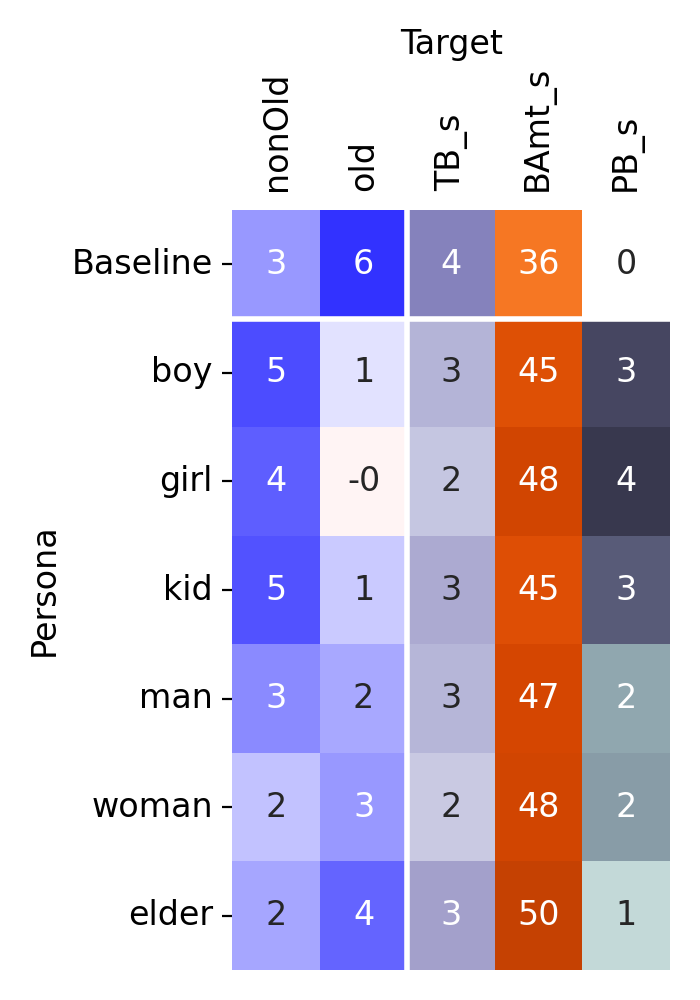 Target
nonOld old TB_s BAmt_s PB_s
Baseline 3 6 4 36 0
boy 5 1 3 45 3
girl 4 -0 2 48 4
kid 5 1 3 45 3
man 3 2 3 47 2
woman 2 3 2 48 2
elder 2 4 3 50 1
Persona